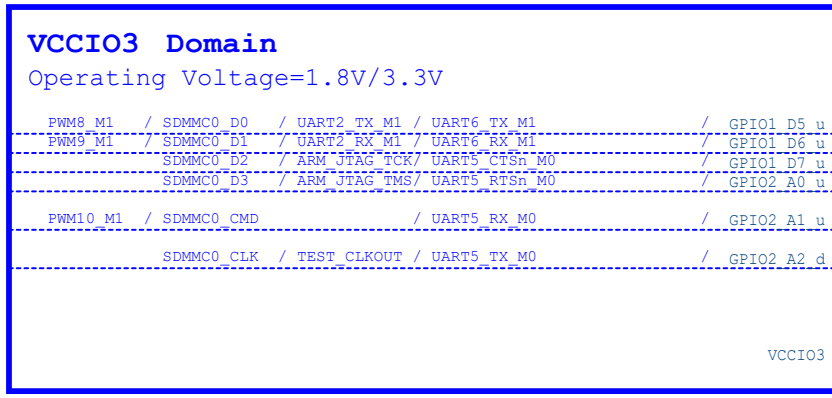 VCCIO3 Domain
Operating Voltage=1.8V/3.3V
PWM8_M1 / SDMMC0_D0 / UART2_TX_M1 / UART6_TX_M1 / GPIO1_D5_u
PWM9_M1 / SDMMC0_D1 / UART2_RX_M1 / UART6_RX_M1 / GPIO1_D6_u
SDMMC0_D2 / ARM_JTAG_TCK/ UART5_CTSn_M0 / GPIO1_D7_u
SDMMC0_D3 / ARM_JTAG_TMS/ UART5_RTSn_M0 / GPIO2_A0_u
PWM10_M1 / SDMMC0_CMD / UART5_RX_M0 / GPIO2_A1_u
SDMMC0_CLK / TEST_CLKOUT / UART5_TX_M0 / GPIO2_A2_d
VCCIO3